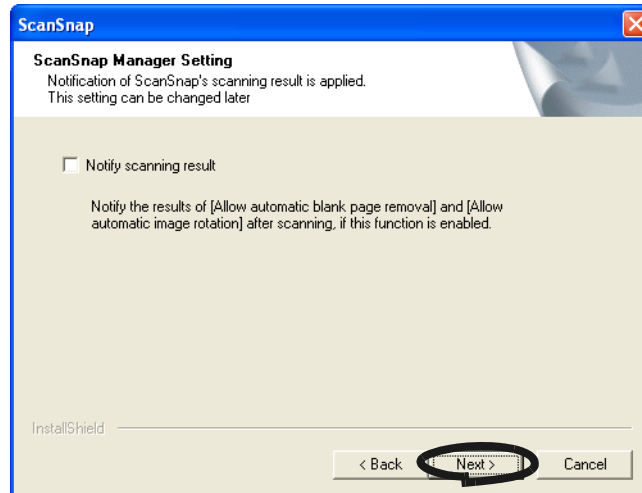 ScanSnap
ScanSnap Manager Setting
Notification of ScanSnap's scanning result is applied.
This setting can be changed later
Notify scanning result
Notify the results of [Allow automatic blank page removal] and [Allow
automatic image rotation] after scanning, if this function is enabled.
InstallShield
< Back Next > Cancel